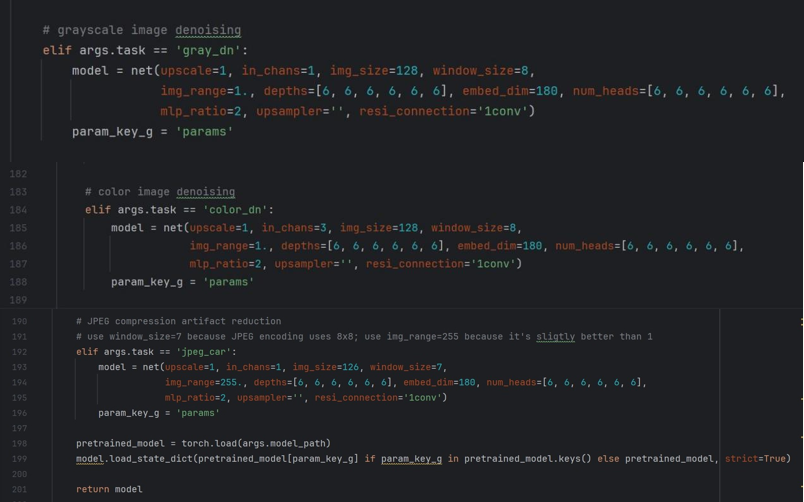 # grayscale image denoising
elif args.task == 'gray_dn':
model = net(upscale=1, in_chans=1, img_size=128, window_size=8,
img_range=1., depths=[6, 6, 6, 6, 6, 6], embed_dim=180, num_heads=[6, 6, 6, 6, 6, 6],
mlp_ratio=2, upsampler='', resi_connection='1conv')
param_key_g = 'params'
182
183 # color image denoising
184 elif args.task == 'color_dn':
185 model = net(upscale=1, in_chans=3, img_size=128, window_size=8,
186 img_range=1., depths=[6, 6, 6, 6, 6, 6], embed_dim=180, num_heads=[6, 6, 6, 6, 6, 6],
187 mlp_ratio=2, upsampler='', resi_connection='1conv')
188 param_key_g = 'params'
189
190 # JPEG compression artifact reduction
191 # use window_size=7 because JPEG encoding uses 8x8; use img_range=255 because it's sligtly better than 1
192 elif args.task == 'jpeg_car':
193 model = net(upscale=1, in_chans=1, img_size=126, window_size=7,
194 img_range=255., depths=[6, 6, 6, 6, 6, 6], embed_dim=180, num_heads=[6, 6, 6, 6, 6, 6],
195 mlp_ratio=2, upsampler='', resi_connection='1conv')
196 param_key_g = 'params'
197
198 pretrained_model = torch.load(args.model_path)
199 model.load_state_dict(pretrained_model[param_key_g] if param_key_g in pretrained_model.keys() else pretrained_model, strict=True)
200
201 return model